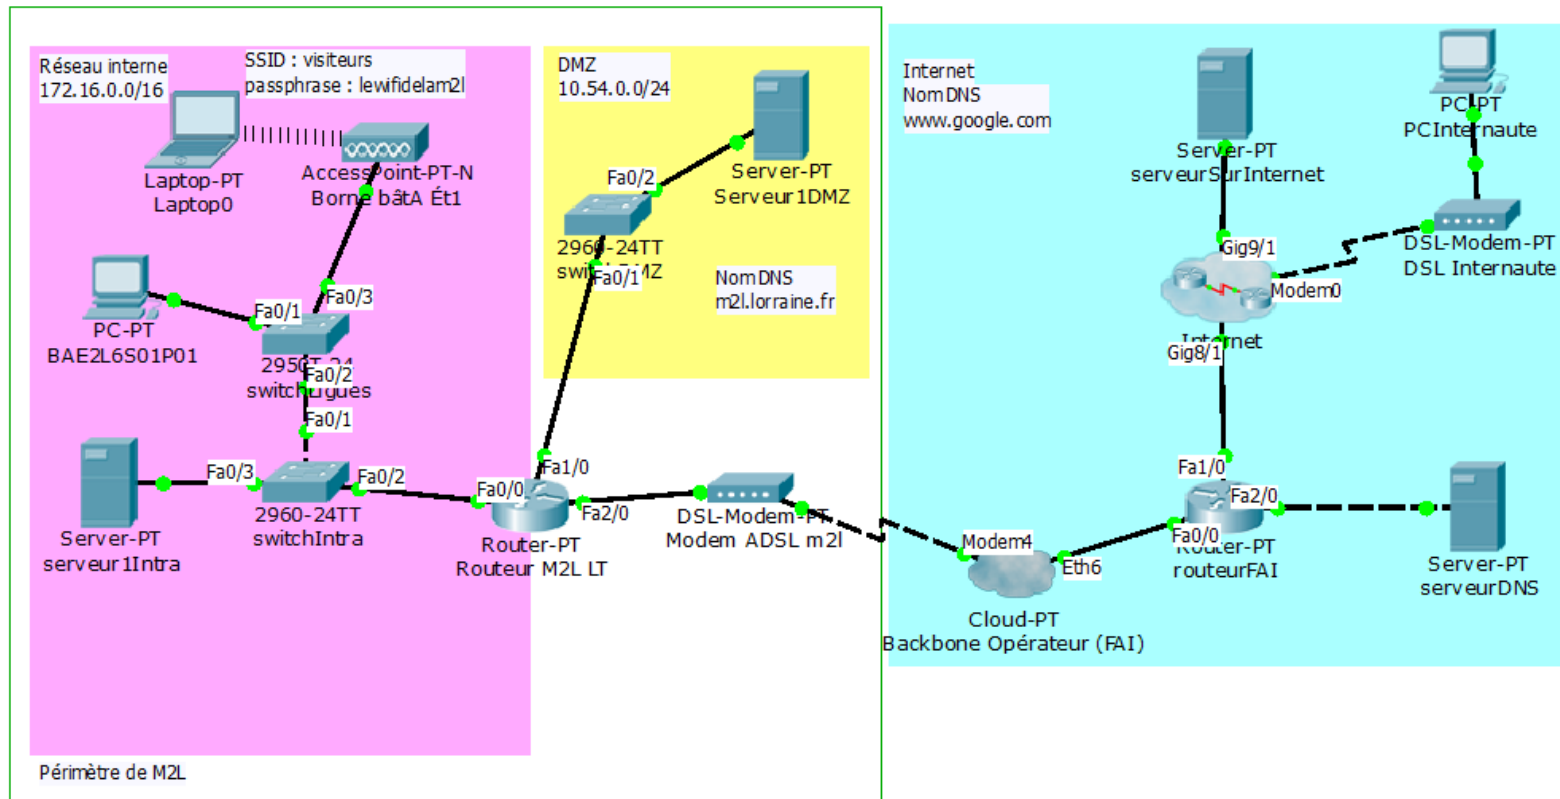 Réseau interne
172.16.0.0/16
SSID : visiteurs
passphrase : lewifidelam2l
Laptop-PT
Laptop0
AccessPoint-PT-N
Borne bâtA Ét1
PC-PT
BAE2L6S01P01
Fa0/1
Fa0/3
2950T-24
switchLigues
Fa0/2
Fa0/1
Server-PT
serveur1Intra
Fa0/3
Fa0/2
2960-24TT
switchIntra
Périmètre de M2L
DMZ
10.54.0.0/24
Server-PT
Serveur1DMZ
Fa0/2
2960-24TT
switchDMZ
Fa0/1
NomDNS
m2l.lorraine.fr
Fa0/0
Fa1/0
Fa2/0
Router-PT
Routeur M2L LT
DSL-Modem-PT
Modem ADSL m2l
Internet
NomDNS
www.google.com
Server-PT
serveurSurInternet
PC-PT
PCInternaute
DSL-Modem-PT
DSL Internaute
Gig9/1
Modem0
Internet
Gig8/1
Fa1/0
Fa2/0
Fa0/0
Router-PT
routeurFAI
Server-PT
serveurDNS
Modem4
Eth6
Cloud-PT
Backbone Opérateur (FAI)